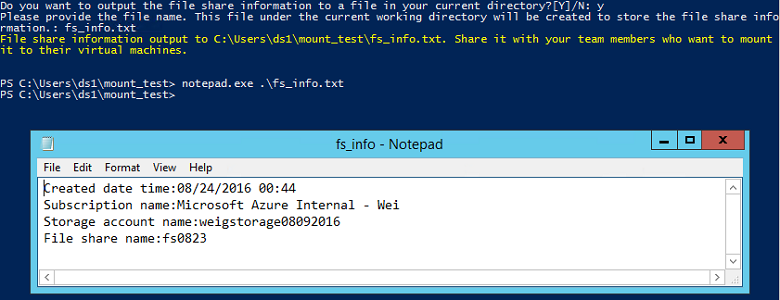 Do you want to output the file share information to a file in your current directory?[Y]/N: y
Please provide the file name. This file under the current working directory will be created to store the file share info
rmation.: fs_info.txt
File share information output to C:\Users\ds1\mount_test\fs_info.txt. Share it with your team members who want to mount
it to their virtual machines.
PS C:\Users\ds1\mount_test> notepad.exe .\fs_info.txt
PS C:\Users\ds1\mount_test>
fs_info - Notepad
File Edit Format View Help
Created date time:08/24/2016 00:44
Subscription name:Microsoft Azure Internal - Wei
Storage account name:weigstorage08092016
File share name:fs0823